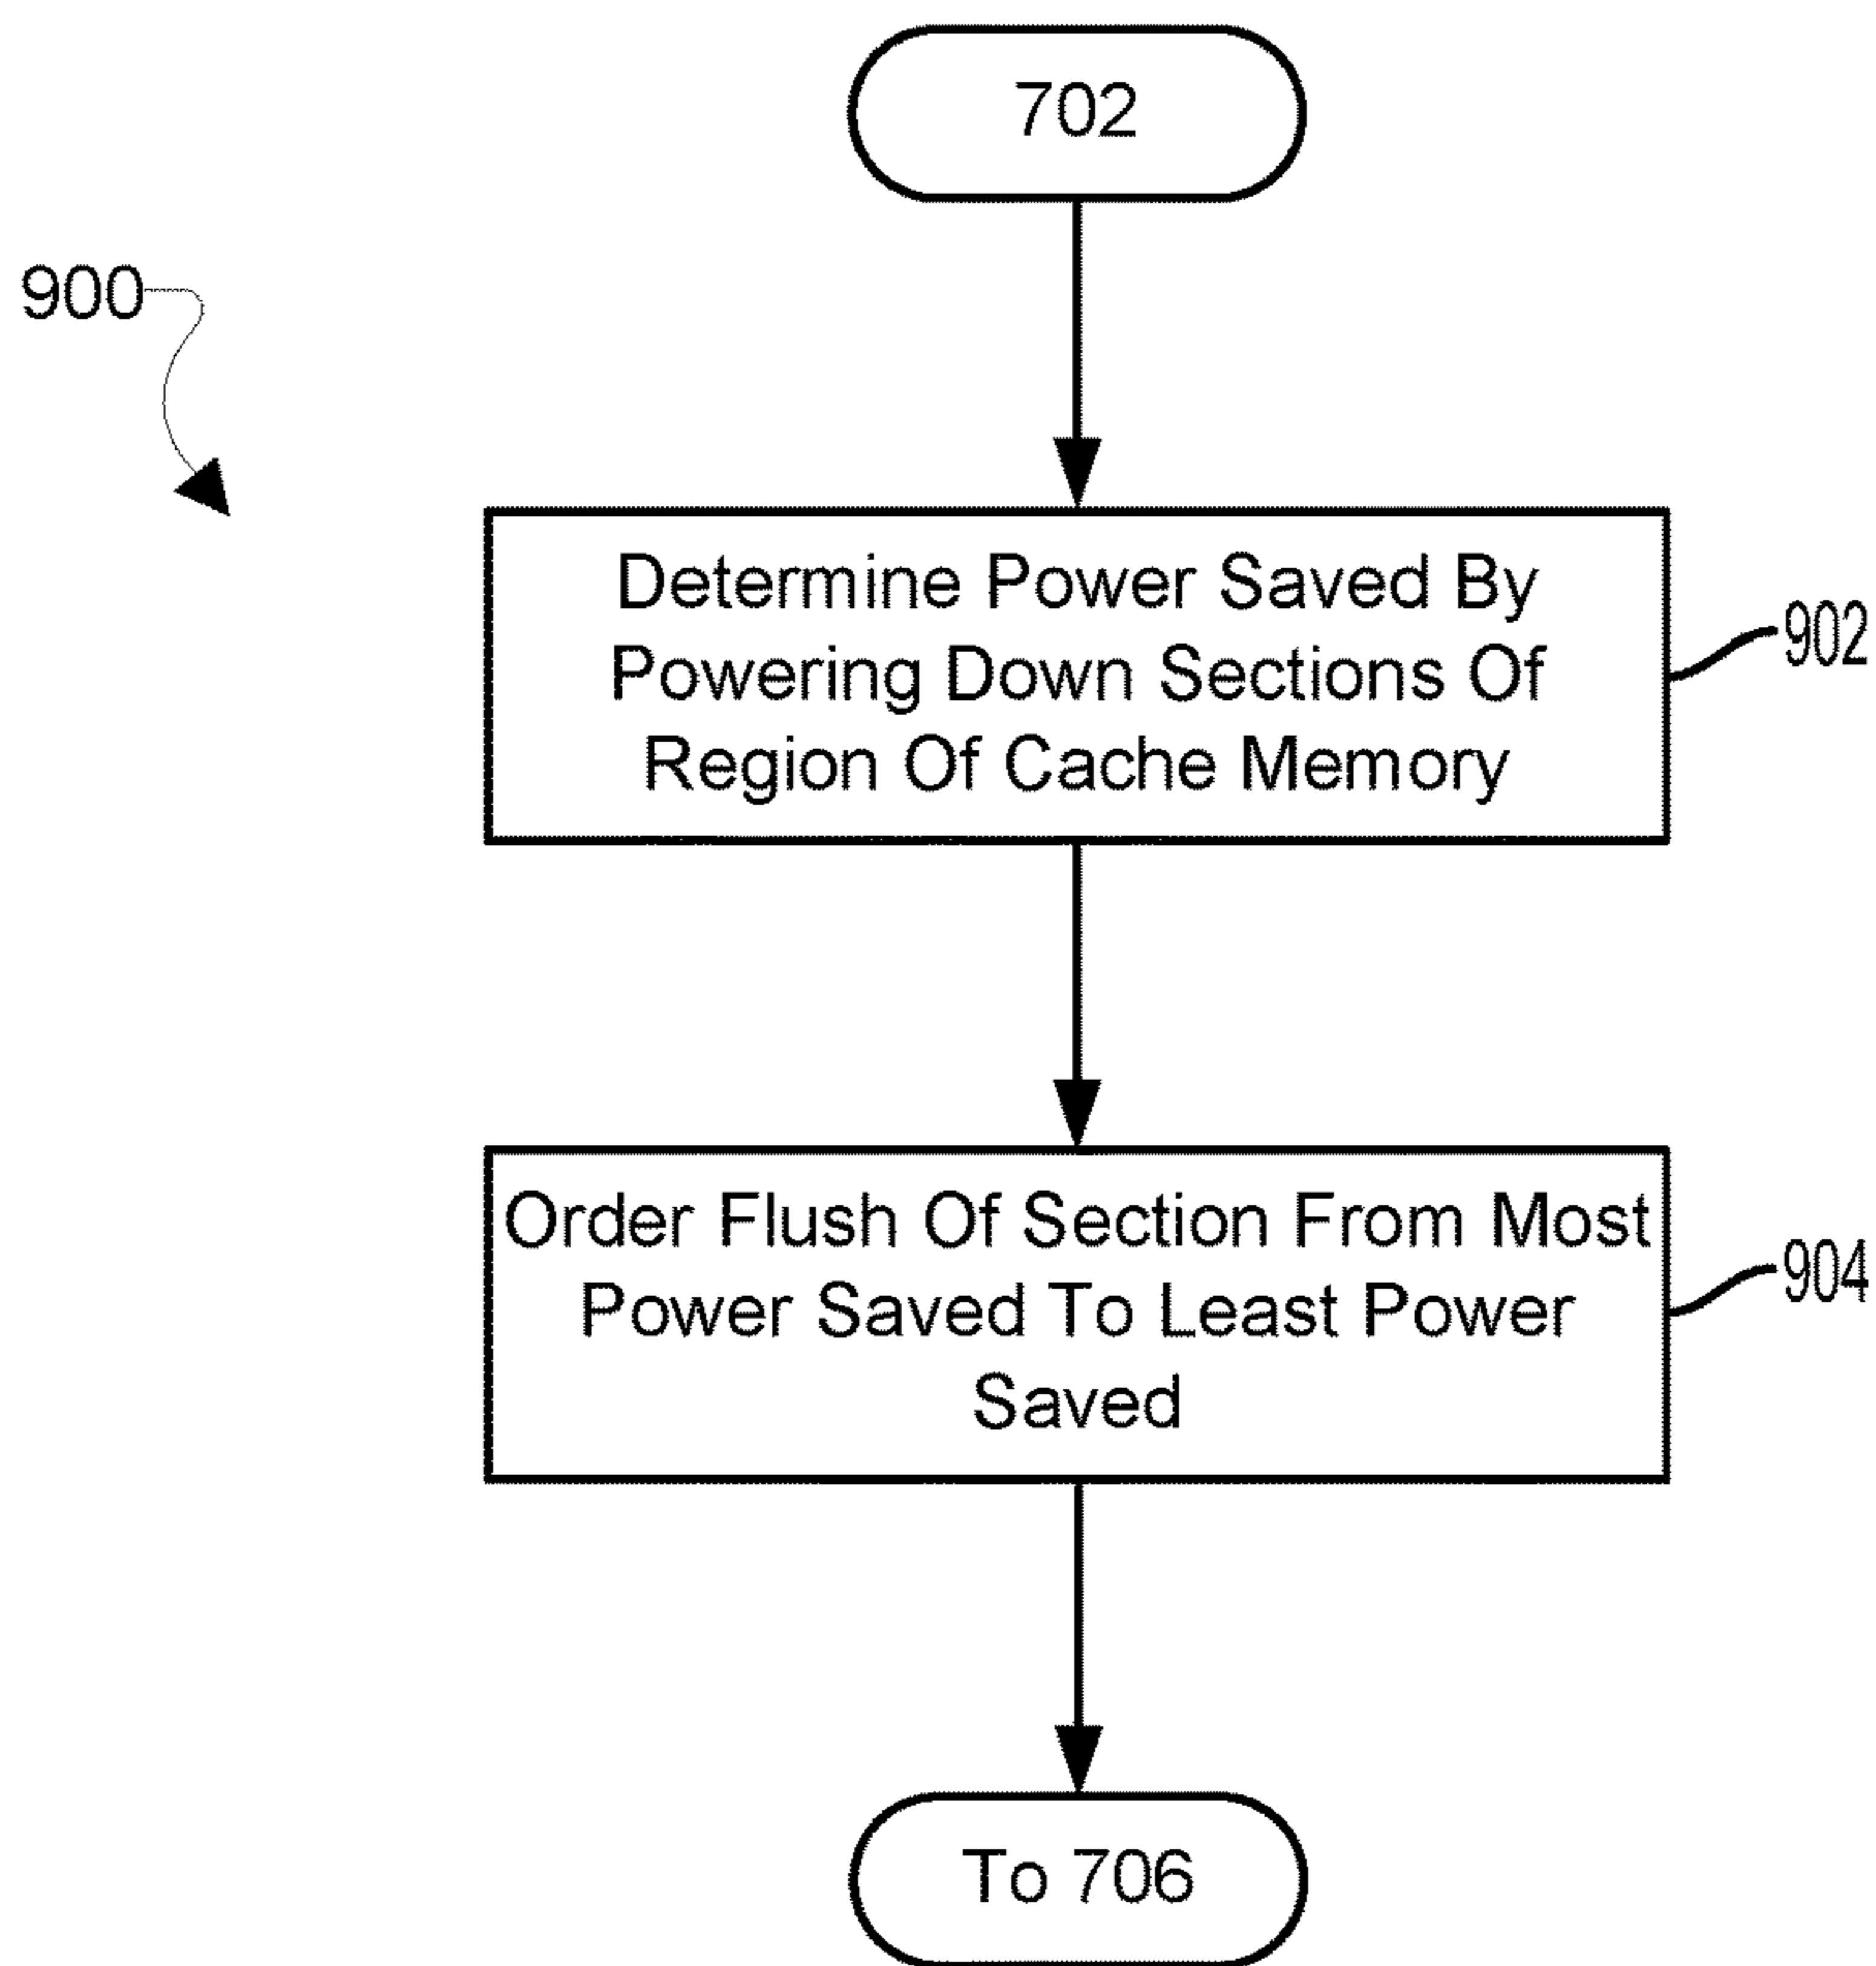 702
900
Determine Power Saved By
Powering Down Sections Of
Region Of Cache Memory
902
Order Flush Of Section From Most
Power Saved To Least Power
Saved
904
To 706